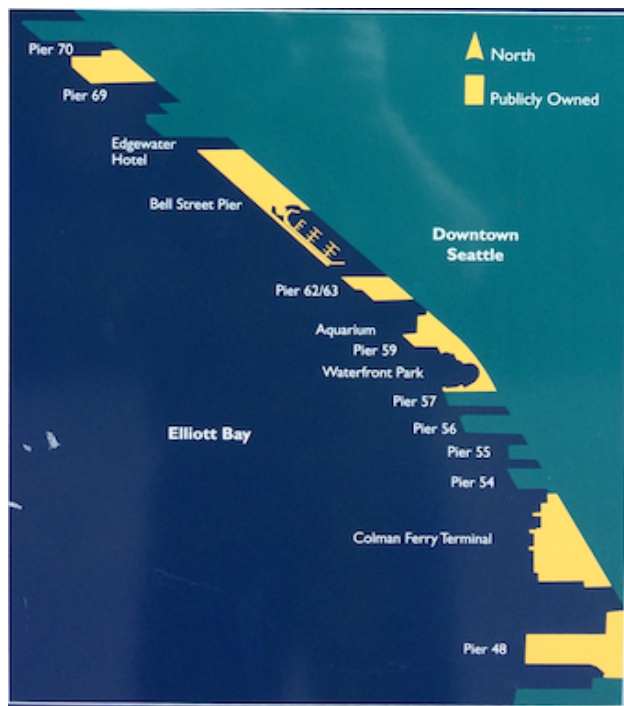 Pier 70
North
Pier 69
Publicly Owned
Edgewater
Hotel
Bell Street Pier
Downtown
Seattle
Pier 62/63
Aquarium
Pier 59
Waterfront Park
Pier 57
Pier 56
Elliott Bay
Pier 55
Pier 54
Colman Ferry Terminal
Pier 48